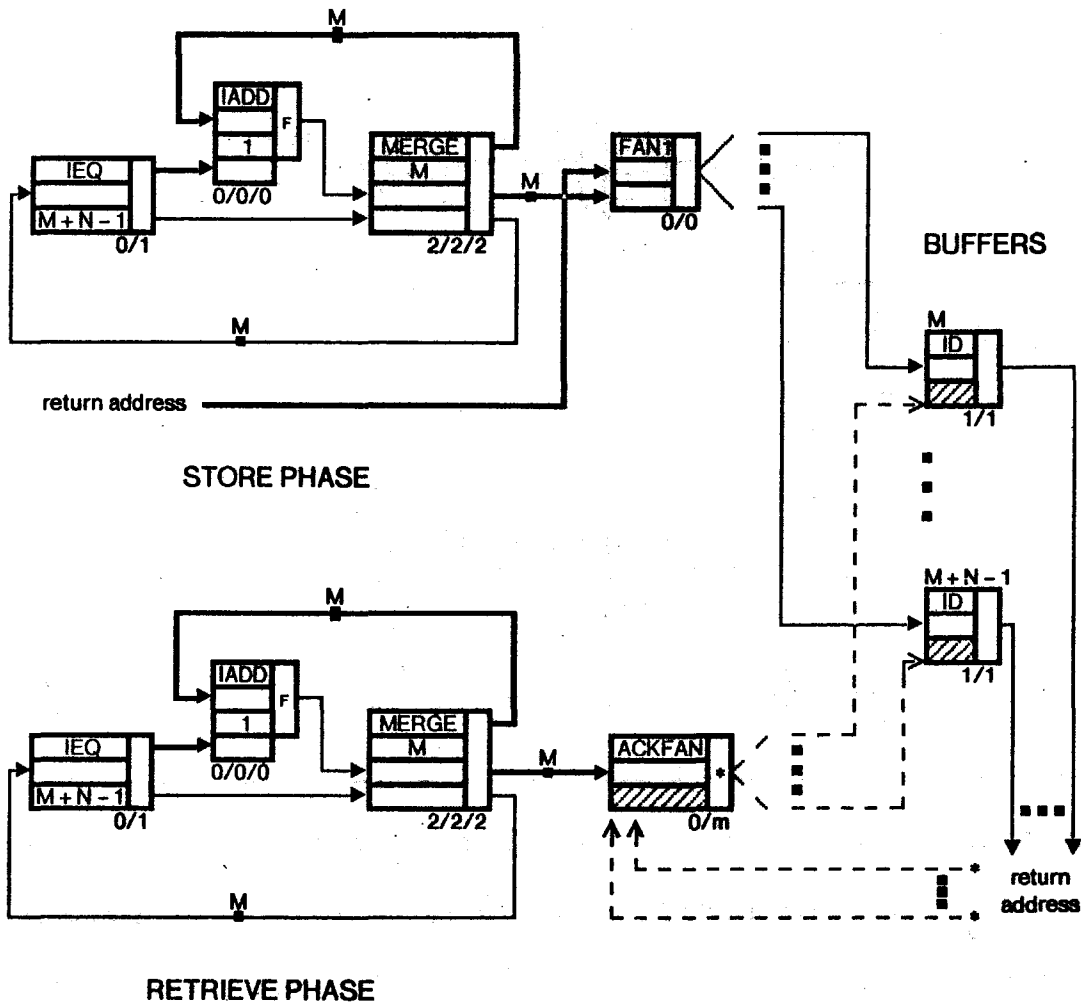 M
IADD
F
1
0/0/0
IEQ
M + N - 1
0/1
MERGE
M
2/2/2
M
FAN1
0/0
M
return address
STORE PHASE
BUFFERS
M
ID
1/1
M + N - 1
ID
1/1
M
IADD
F
1
0/0/0
IEQ
M + N - 1
0/1
MERGE
M
2/2/2
M
ACKFAN
*
0/m
M
*
*
return
address
RETRIEVE PHASE